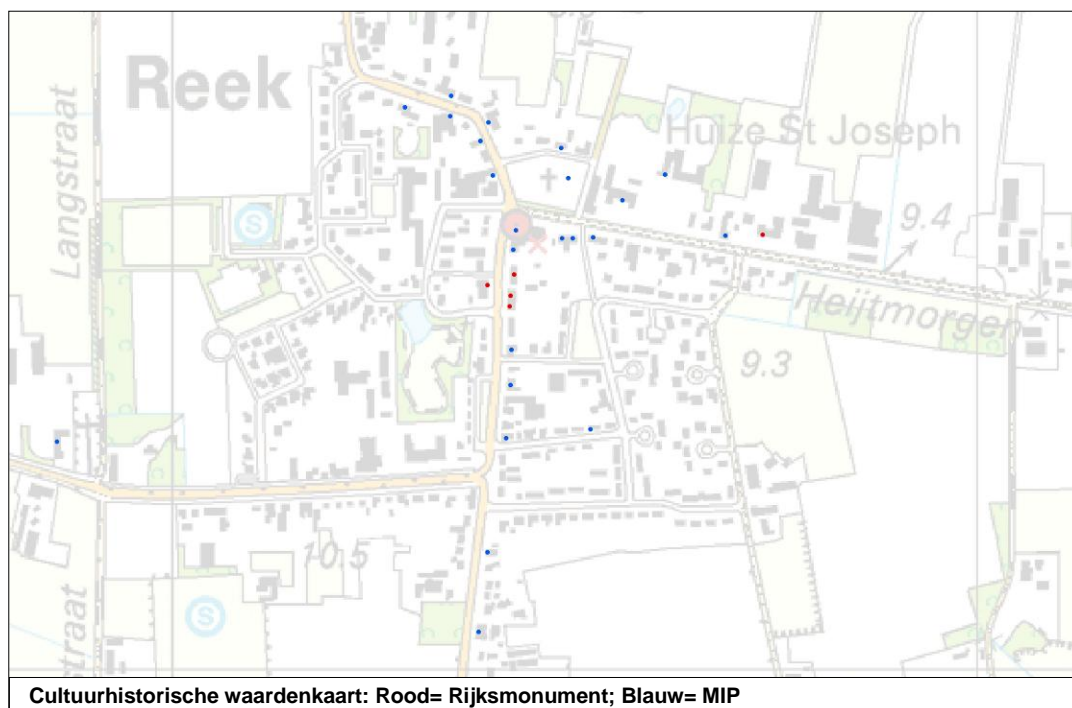 Reek
Langstraat
Huize St Joseph
S
9.4
Heijtmorgen
9.3
10.5
S
straat
Cultuurhistorische waardenkaart: Rood= Rijksmonument; Blauw= MIP